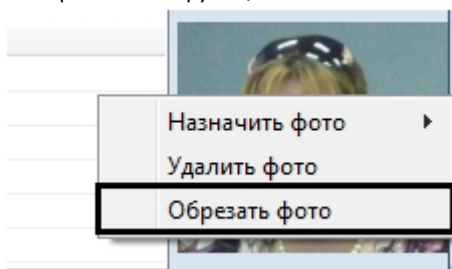 Назначить фото
Удалить фото
Обрезать фото